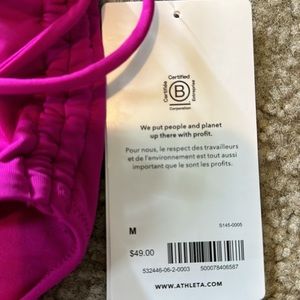 Certified
Certifiée
B
Entreprise
Corporation
We put people and planet
up there with profit.
Pour nous, le respect des travailleurs
et de l'environnement est tout aussi
important que le sont les profits.
M
S145-0005
$49.00
532446-06-2-0003 500078406587
WWW.ATHLETA.COM